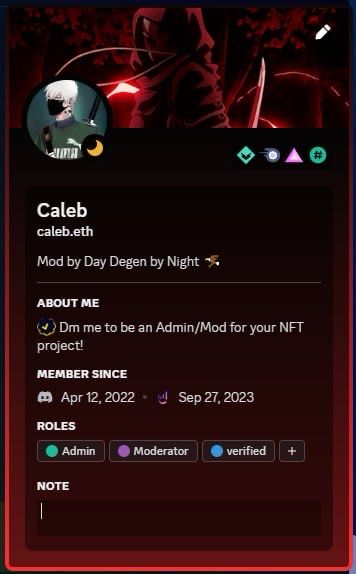 Caleb
caleb.eth
Mod by Day Degen by Night
ABOUT ME
Dm me to be an Admin/Mod for your NFT
project!
MEMBER SINCE
Apr 12, 2022 • Sep 27, 2023
ROLES
Admin Moderator verified +
NOTE